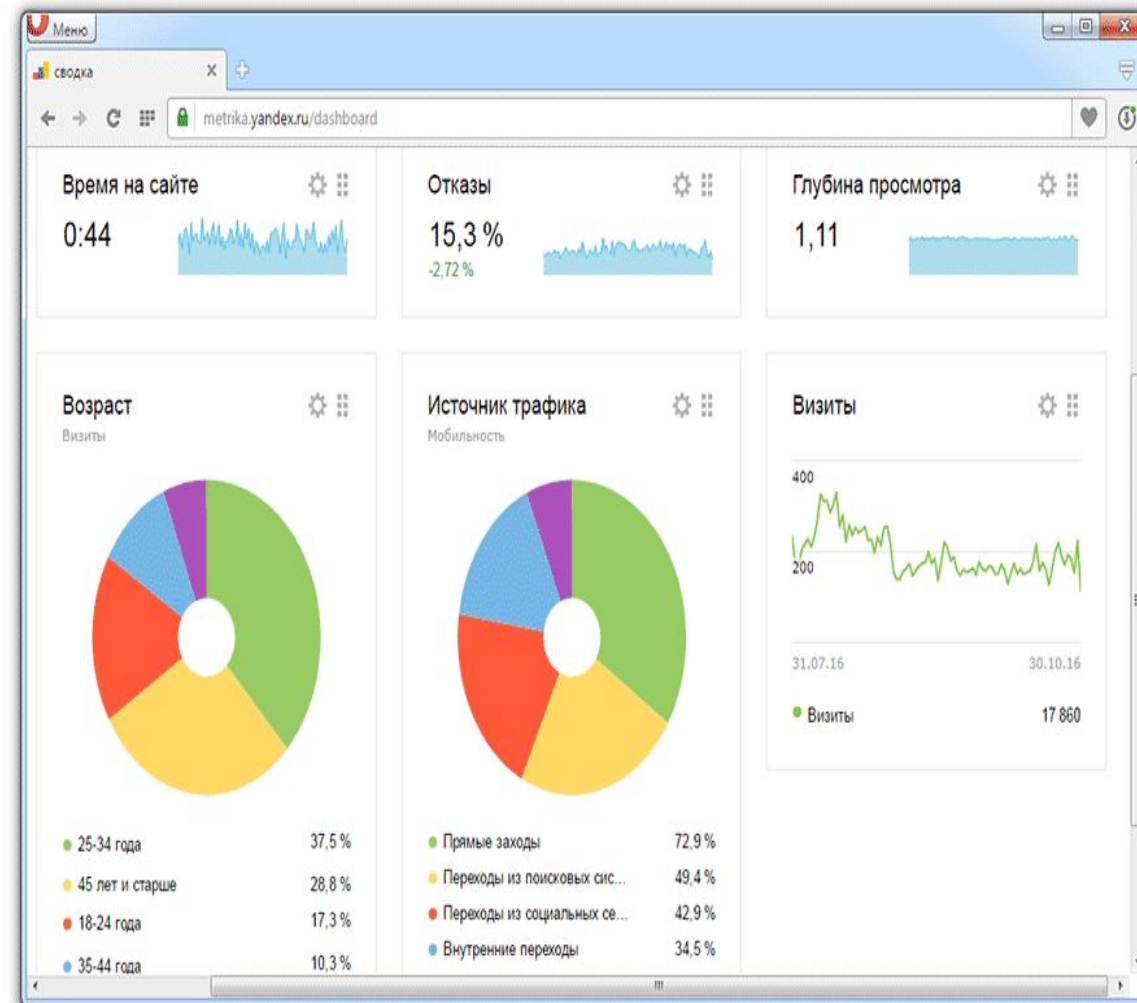 Меню
сводка
metrika.yandex.ru/dashboard
Время на сайте
0:44
Отказы
15,3 %
-2,72 %
Глубина просмотра
1,11
Возраст
Визиты
25-34 года 37,5 %
45 лет и старше 28,8 %
18-24 года 17,3 %
35-44 года 10,3 %
Источник трафика
Мобильность
Прямые заходы 72,9 %
Переходы из поисковых сис... 49,4 %
Переходы из социальных се... 42,9 %
Внутренние переходы 34,5 %
Визиты
400
200
31.07.16 30.10.16
Визиты 17 860